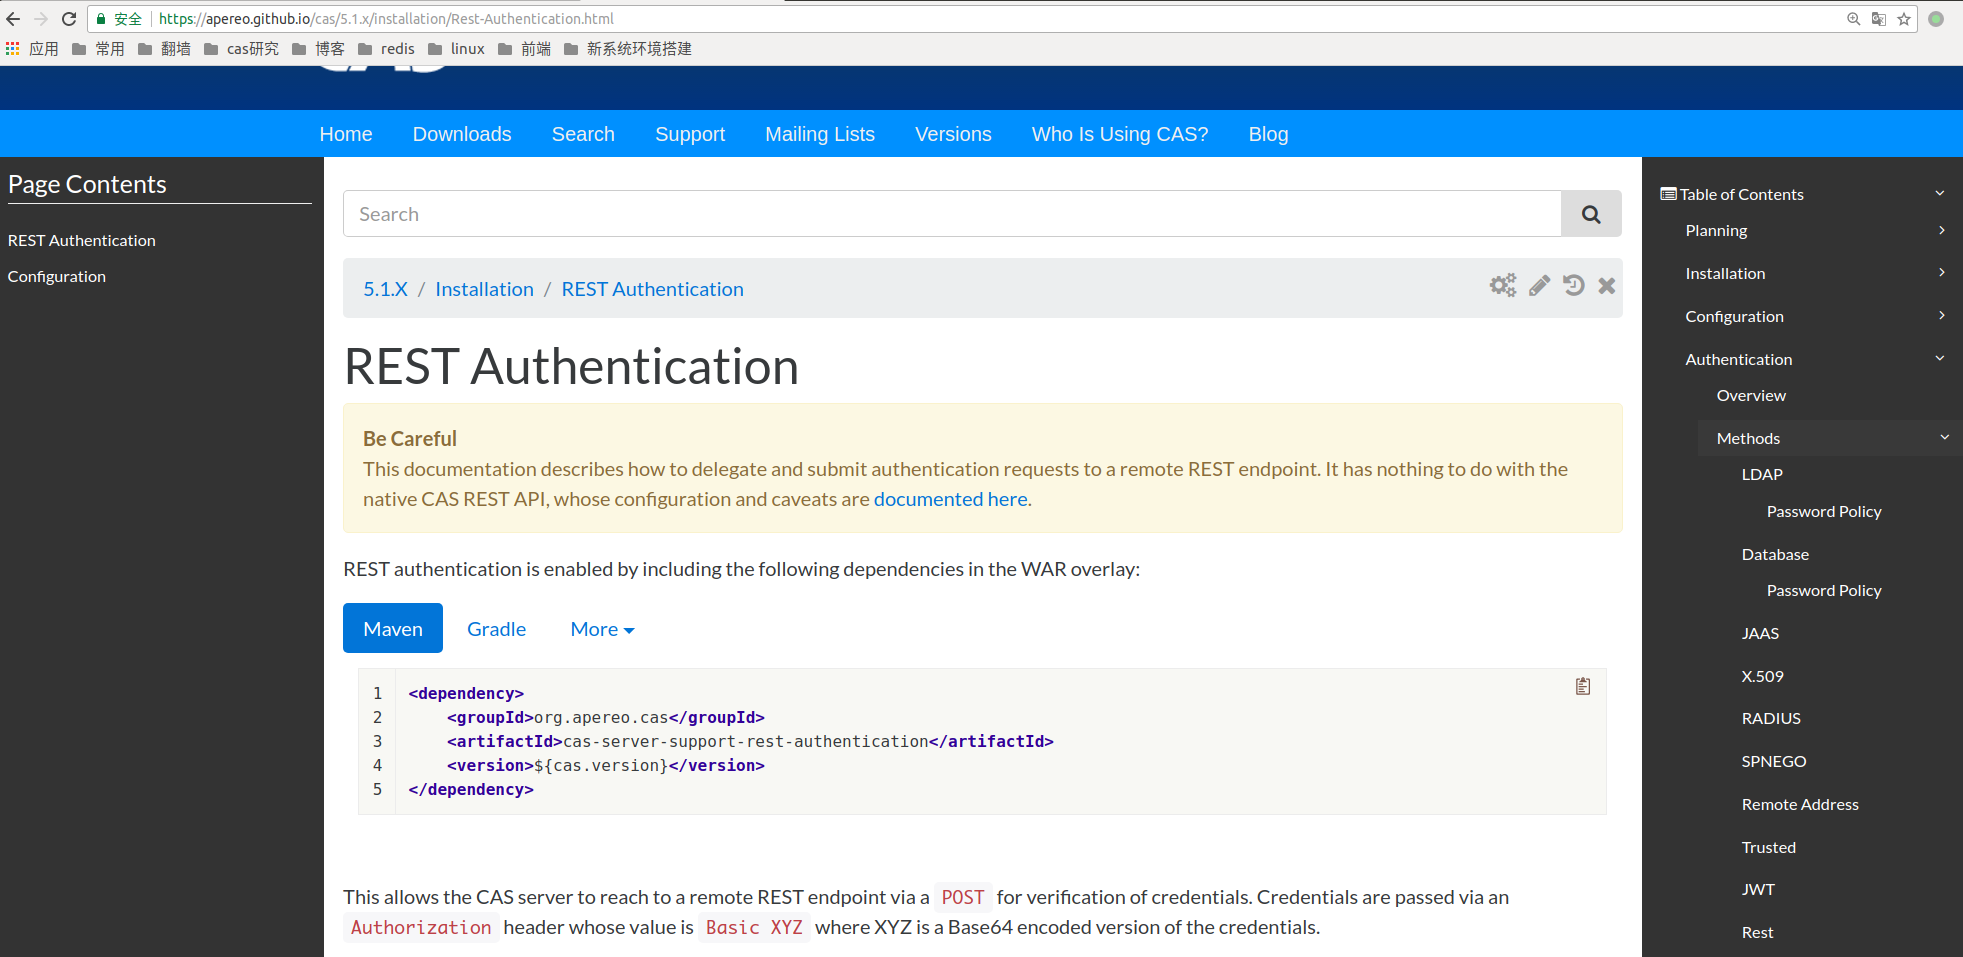 安全 https://apereo.github.io/cas/5.1.x/installation/Rest-Authentication.html
应用 常用 翻墙 cas研究 博客 redis linux 前端 新系统环境搭建
Home Downloads Search Support Mailing Lists Versions Who Is Using CAS? Blog
Page Contents
REST Authentication
Configuration
Search
5.1.X / Installation / REST Authentication
REST Authentication
Be Careful
This documentation describes how to delegate and submit authentication requests to a remote REST endpoint. It has nothing to do with the
native CAS REST API, whose configuration and caveats are documented here.
REST authentication is enabled by including the following dependencies in the WAR overlay:
Maven Gradle More
1 <dependency>
2 <groupId>org.apereo.cas</groupId>
3 <artifactId>cas-server-support-rest-authentication</artifactId>
4 <version>${cas.version}</version>
5 </dependency>
This allows the CAS server to reach to a remote REST endpoint via a POST for verification of credentials. Credentials are passed via an
Authorization header whose value is Basic XYZ where XYZ is a Base64 encoded version of the credentials.
Table of Contents
Planning
Installation
Configuration
Authentication
Overview
Methods
LDAP
Password Policy
Database
Password Policy
JAAS
X.509
RADIUS
SPNEGO
Remote Address
Trusted
JWT
Rest